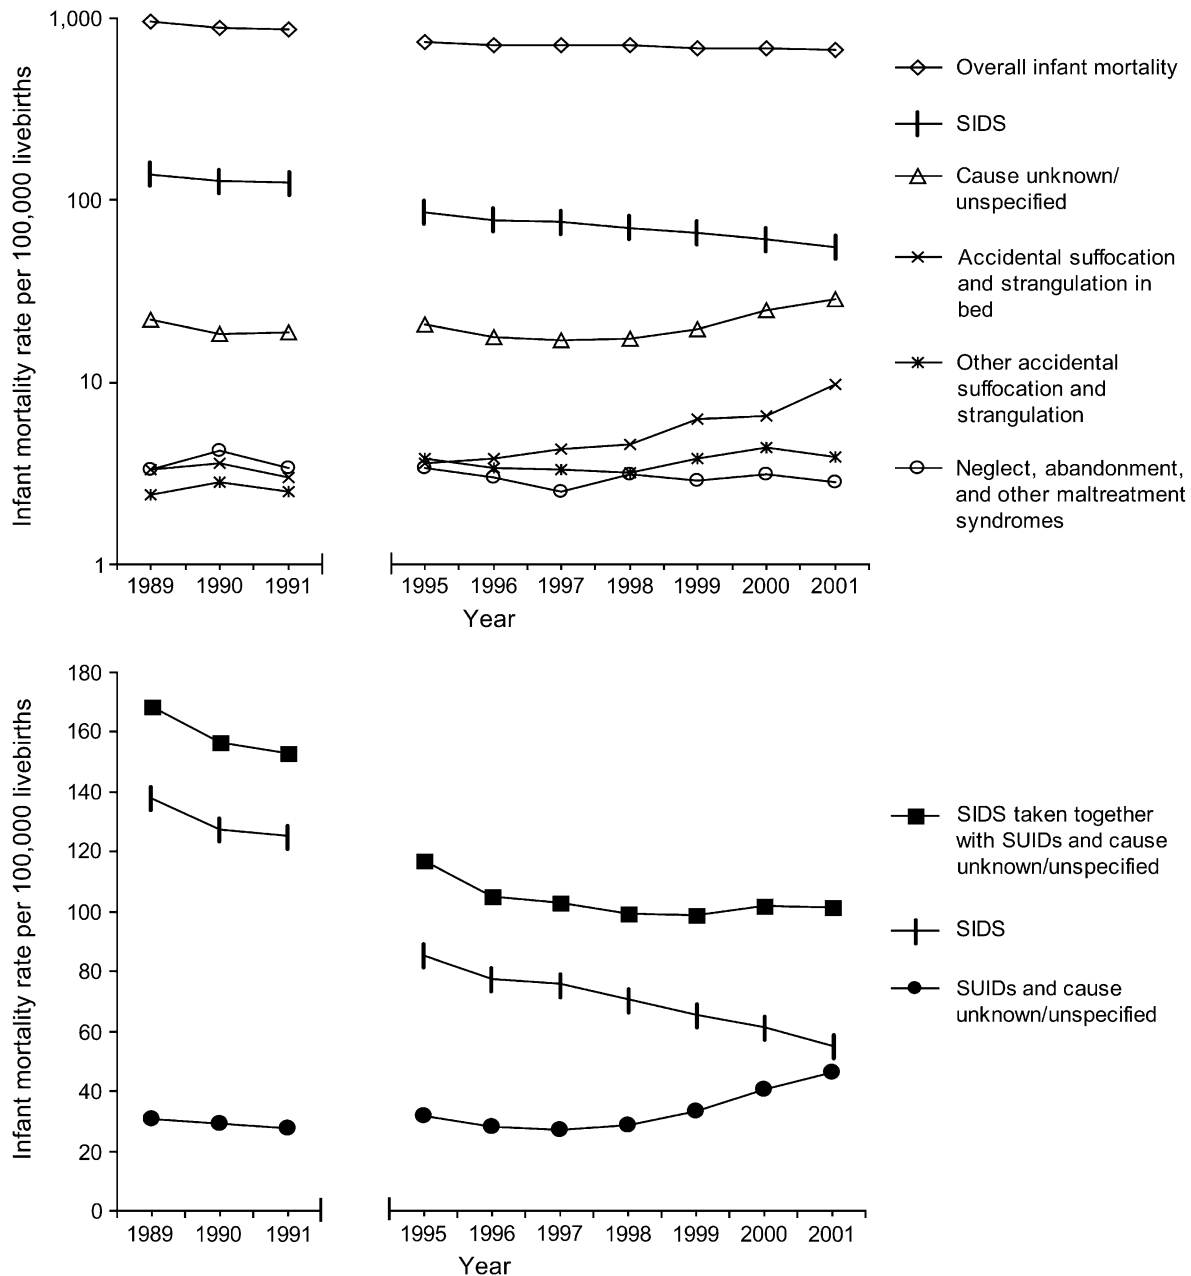 Infant mortality rate per 100,000 livebirths
1,000
100
10
1
1989 1990 1991 1995 1996 1997 1998 1999 2000 2001
Year
Overall infant mortality
SIDS
Cause unknown/
unspecified
Accidental suffocation
and strangulation in
bed
Other accidental
suffocation and
strangulation
Neglect, abandonment,
and other maltreatment
syndromes
Infant mortality rate per 100,000 livebirths
180
160
140
120
100
80
60
40
20
0
1989 1990 1991 1995 1996 1997 1998 1999 2000 2001
Year
SIDS taken together
with SUIDs and cause
unknown/unspecified
SIDS
SUIDs and cause
unknown/unspecified